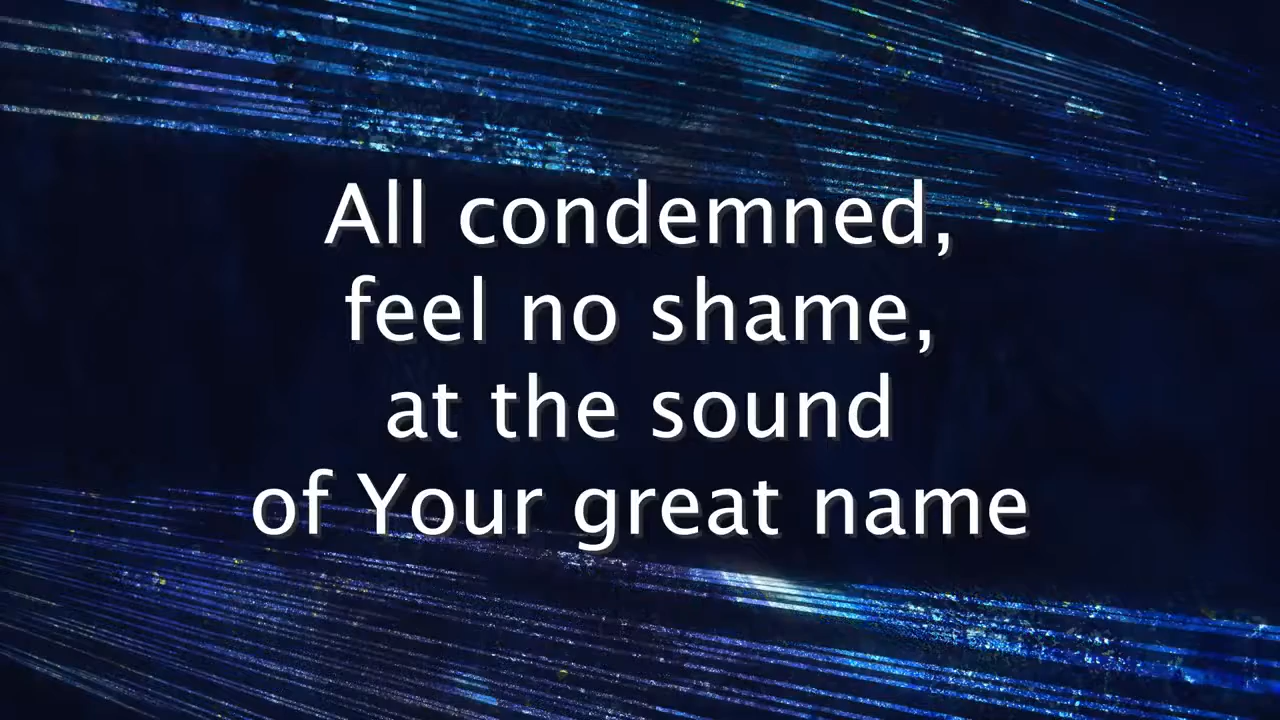 All condemned,
feel no shame,
at the sound
of Your great name